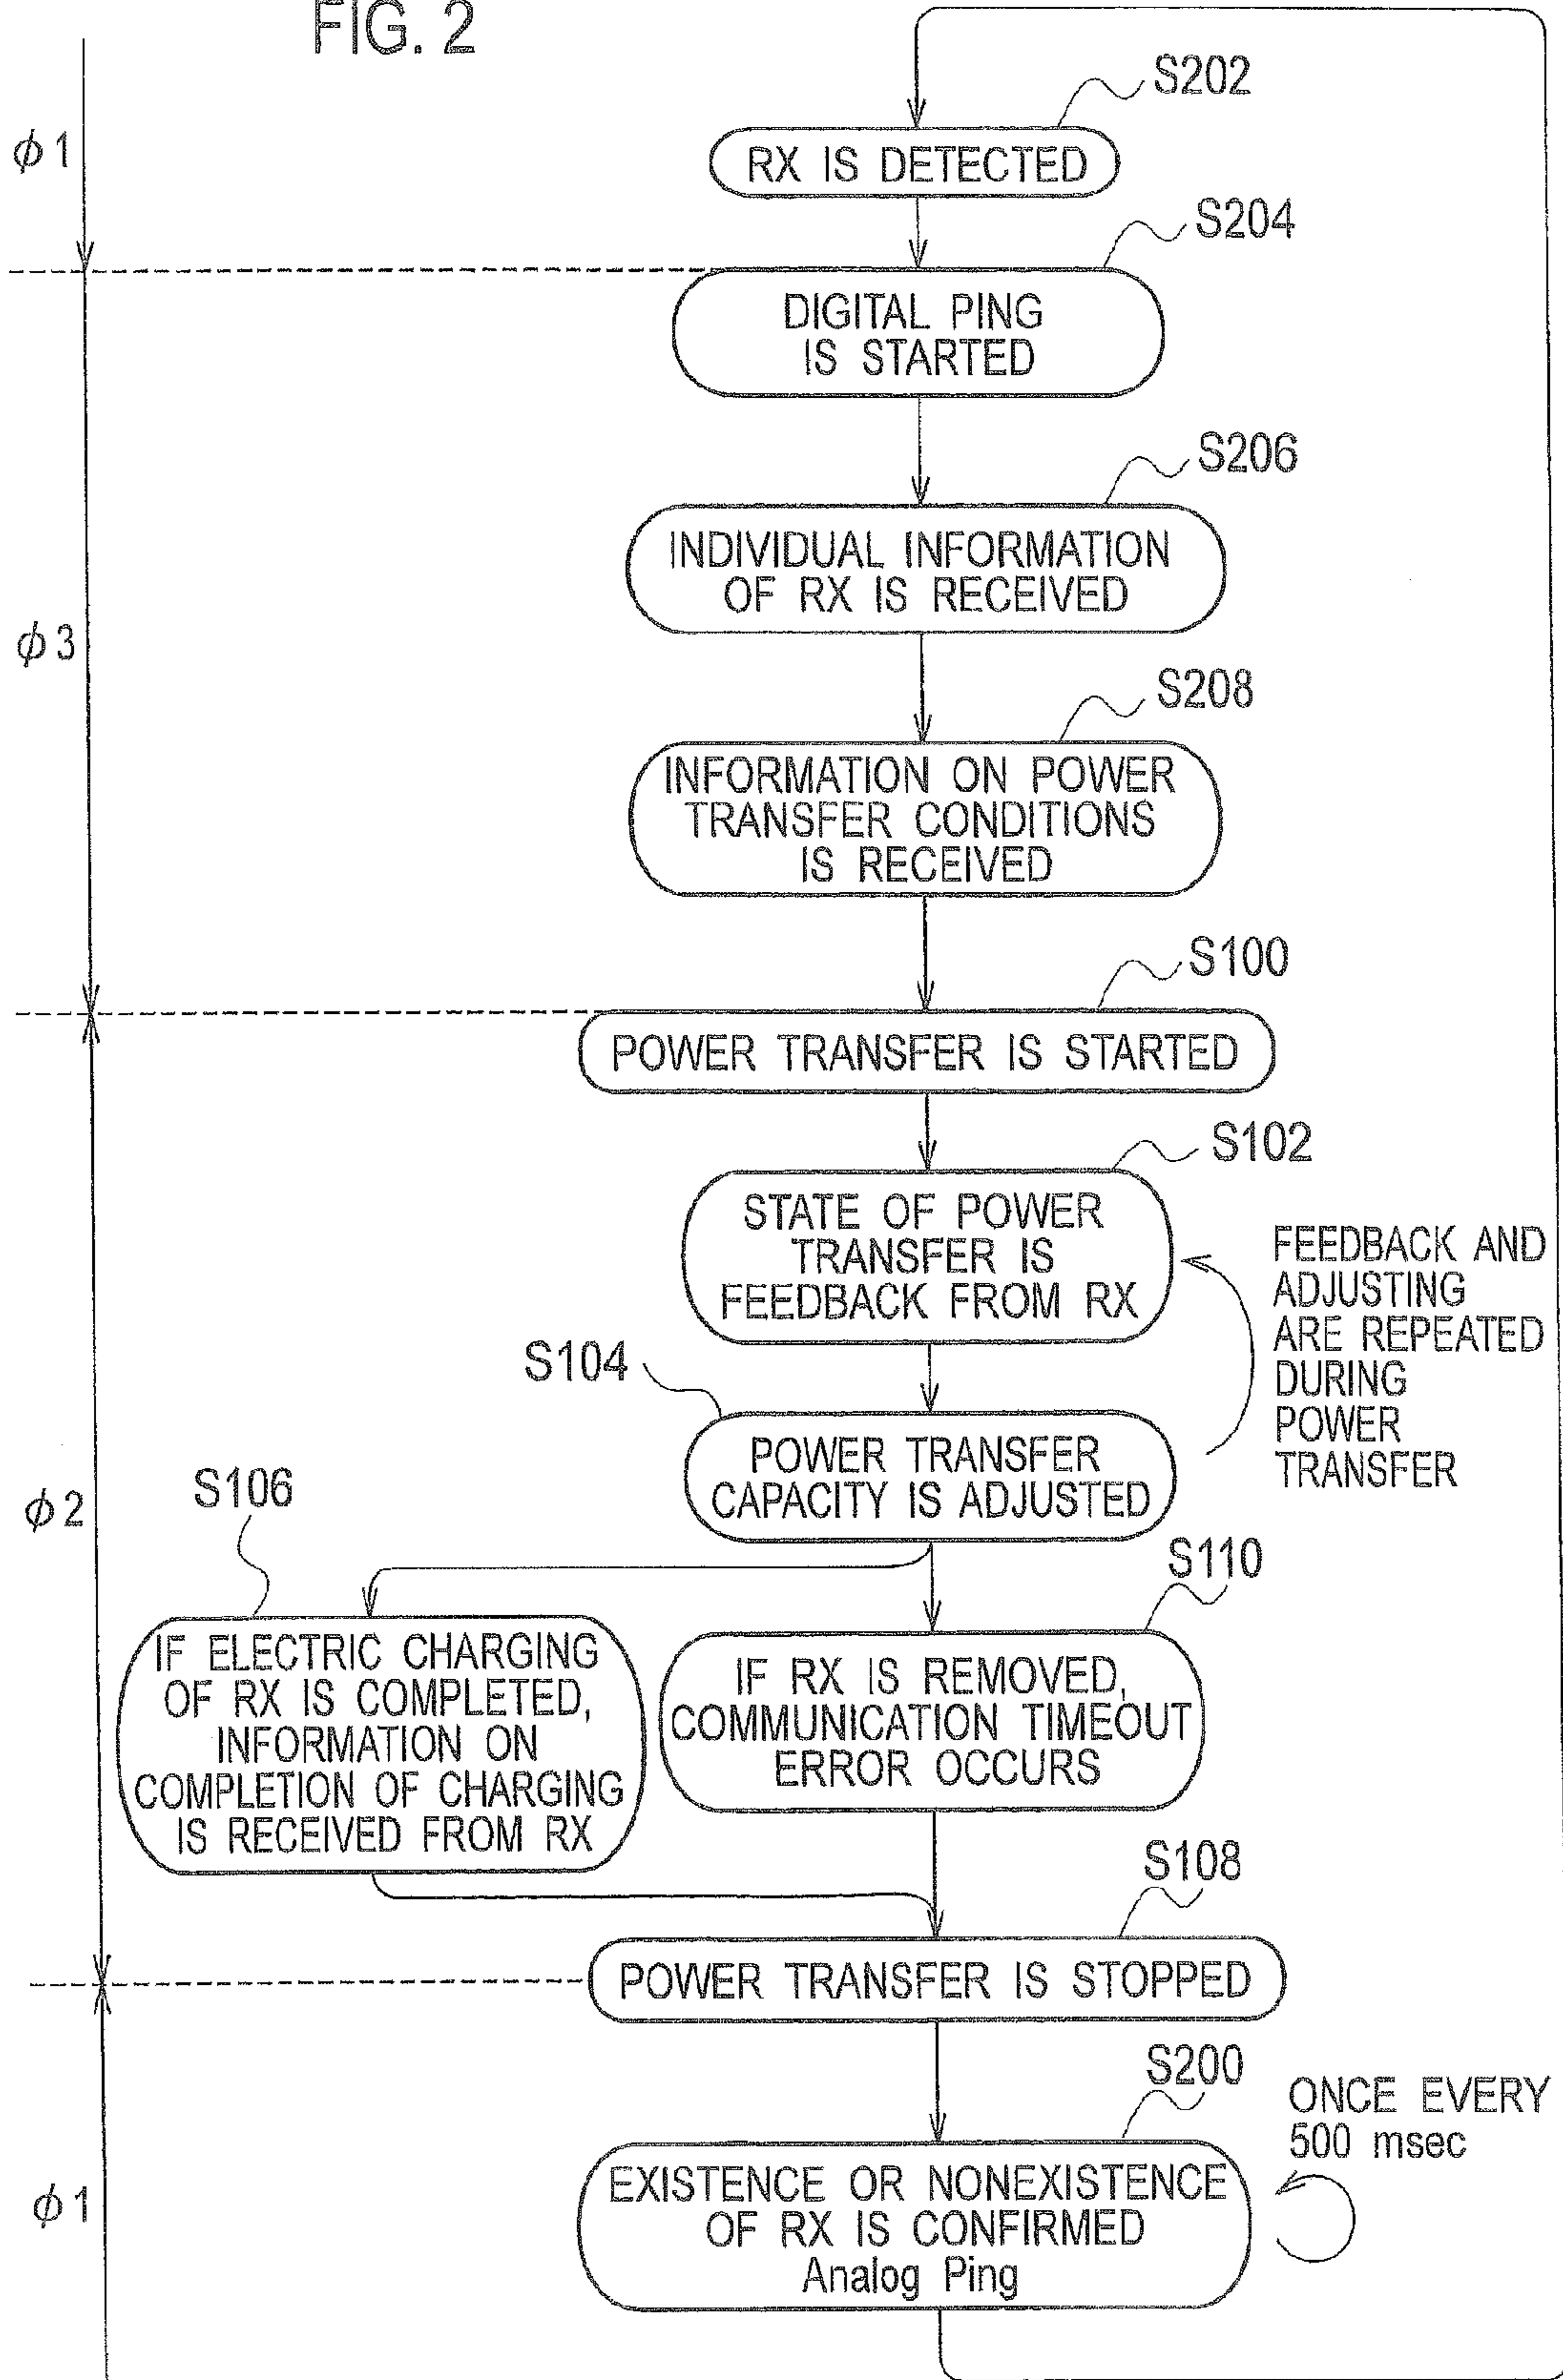 FIG. 2
S202
φ1
RX IS DETECTED
S204
DIGITAL PING
IS STARTED
S206
INDIVIDUAL INFORMATION
OF RX IS RECEIVED
φ3
S208
INFORMATION ON POWER
TRANSFER CONDITIONS
IS RECEIVED
S100
POWER TRANSFER IS STARTED
S102
STATE OF POWER
TRANSFER IS
FEEDBACK FROM RX
FEEDBACK AND
ADJUSTING
ARE REPEATED
DURING
POWER
TRANSFER
S104
POWER TRANSFER
CAPACITY IS ADJUSTED
φ2
S106
IF ELECTRIC CHARGING
OF RX IS COMPLETED,
INFORMATION ON
COMPLETION OF CHARGING
IS RECEIVED FROM RX
S110
IF RX IS REMOVED,
COMMUNICATION TIMEOUT
ERROR OCCURS
S108
POWER TRANSFER IS STOPPED
S200
ONCE EVERY
500 msec
EXISTENCE OR NONEXISTENCE
OF RX IS CONFIRMED
Analog Ping
φ1